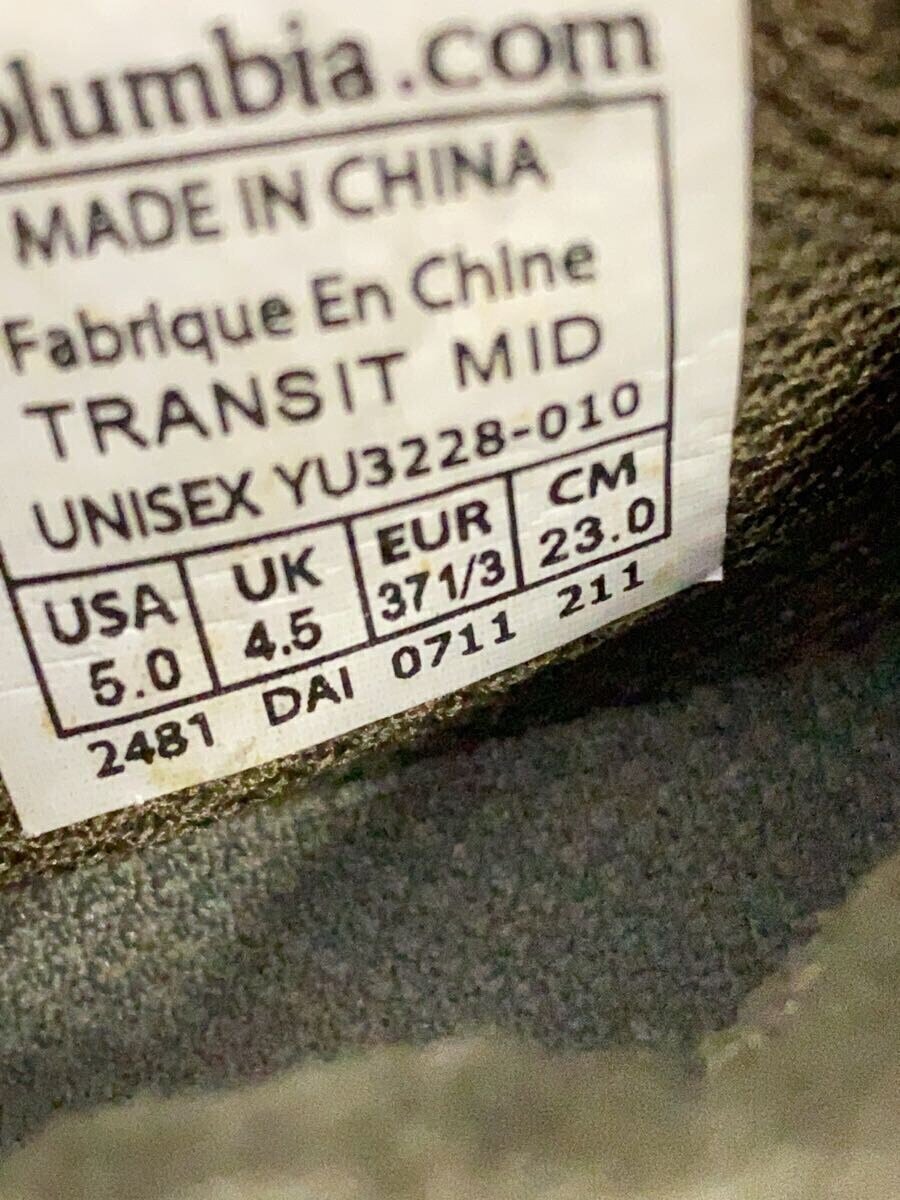 olumbia.com
MADE IN CHINA
Fabrique En Chine
TRANSIT MID
UNISEX YU3228-010
USA UK EUR CM
5.0 4.5 37 1/3 23.0
2481 DAI 0711 211